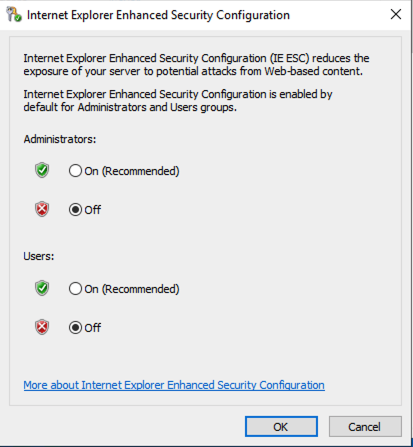 Internet Explorer Enhanced Security Configuration
Internet Explorer Enhanced Security Configuration (IE ESC) reduces the
exposure of your server to potential attacks from Web-based content.
Internet Explorer Enhanced Security Configuration is enabled by
default for Administrators and Users groups.
Administrators:
On (Recommended)
Off
Users:
On (Recommended)
Off
More about Internet Explorer Enhanced Security Configuration
OK Cancel